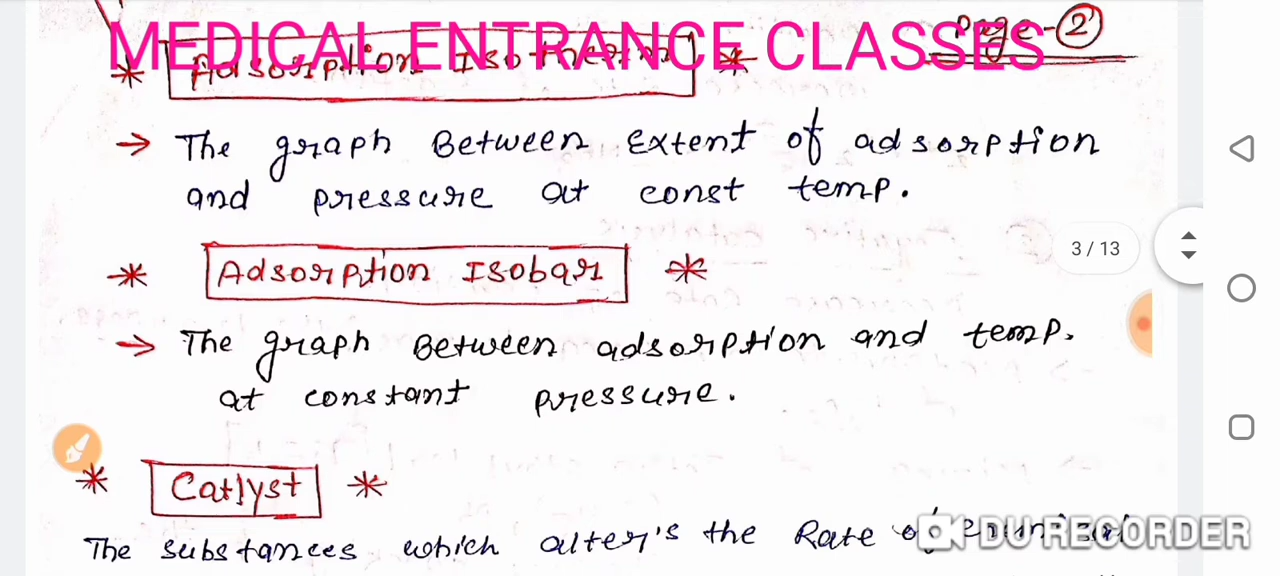 Page-2
MEDICAL ENTRANCE CLASSES
* Adsorption Isotherm *
→ The graph Between Extent of adsorption
and pressure at const temp.
3/13
* Adsorption Isobar *
→ The graph Between adsorption and temp.
at constant pressure.
* Catlyst *
The substances which alter's the Rate of
DU RECORDER